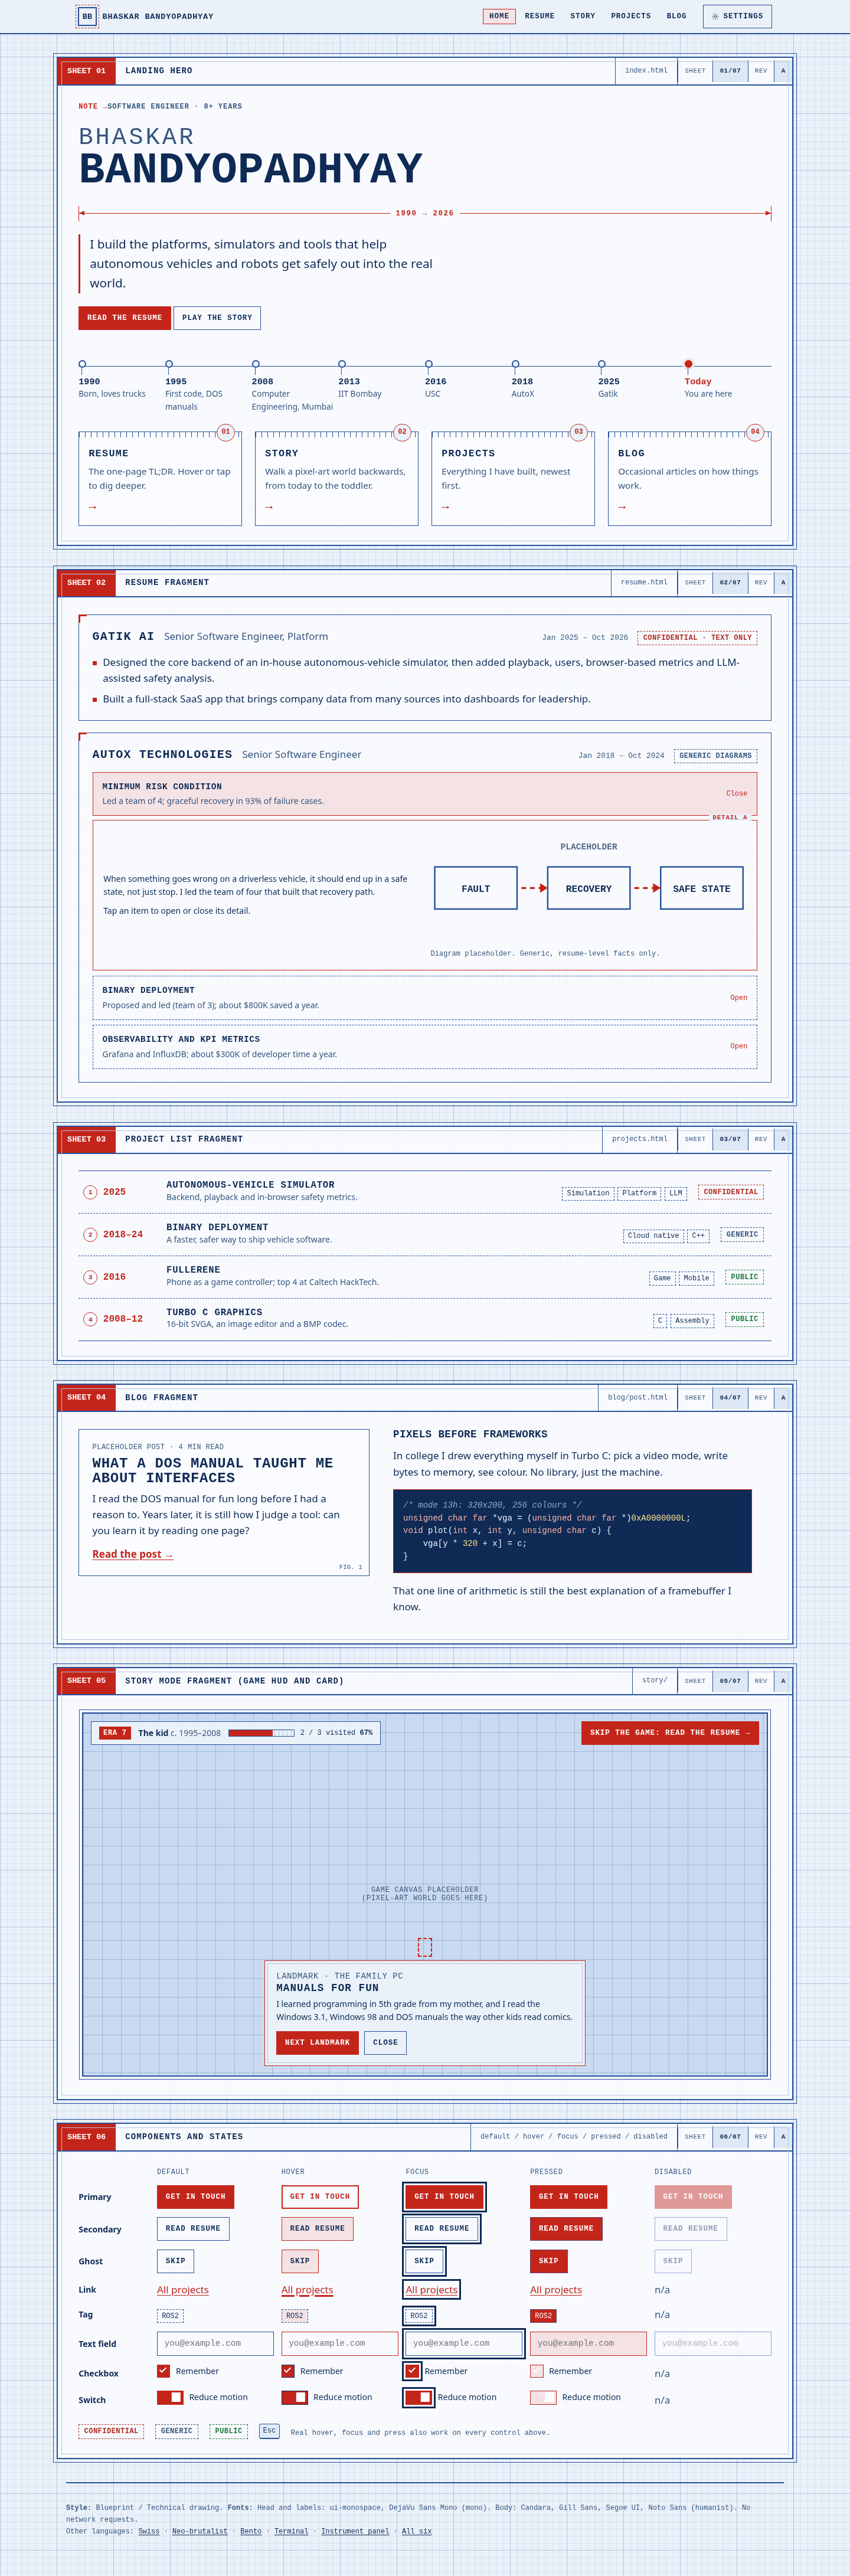 BB BHASKAR BANDYOPADHYAY HOME RESUME STORY PROJECTS BLOG SETTINGS
SHEET 01 LANDING HERO index.html SHEET 01/07 REV A
NOTE →SOFTWARE ENGINEER · 8+ YEARS
BHASKAR
BANDYOPADHYAY
1990 → 2026
I build the platforms, simulators and tools that help
autonomous vehicles and robots get safely out into the real
world.
READ THE RESUME PLAY THE STORY
1990 1995 2008 2013 2016 2018 2025 Today
Born, loves trucks First code, DOS Computer IIT Bombay USC AutoX Gatik You are here
manuals Engineering, Mumbai
01 02 03 04
RESUME STORY PROJECTS BLOG
The one-page TL;DR. Hover or tap Walk a pixel-art world backwards, Everything I have built, newest Occasional articles on how things
to dig deeper. from today to the toddler. first. work.
→ → → →
SHEET 02 RESUME FRAGMENT resume.html SHEET 02/07 REV A
GATIK AI Senior Software Engineer, Platform Jan 2025 – Oct 2026 CONFIDENTIAL · TEXT ONLY
Designed the core backend of an in-house autonomous-vehicle simulator, then added playback, users, browser-based metrics and LLM-
assisted safety analysis.
Built a full-stack SaaS app that brings company data from many sources into dashboards for leadership.
AUTOX TECHNOLOGIES Senior Software Engineer Jan 2018 – Oct 2024 GENERIC DIAGRAMS
MINIMUM RISK CONDITION
Led a team of 4; graceful recovery in 93% of failure cases. Close
DETAIL A
PLACEHOLDER
When something goes wrong on a driverless vehicle, it should end up in a safe
state, not just stop. I led the team of four that built that recovery path.
FAULT RECOVERY SAFE STATE
Tap an item to open or close its detail.
Diagram placeholder. Generic, resume-level facts only.
BINARY DEPLOYMENT
Proposed and led (team of 3); about $800K saved a year. Open
OBSERVABILITY AND KPI METRICS
Grafana and InfluxDB; about $300K of developer time a year. Open
SHEET 03 PROJECT LIST FRAGMENT projects.html SHEET 03/07 REV A
1 2025 AUTONOMOUS-VEHICLE SIMULATOR Simulation Platform LLM CONFIDENTIAL
Backend, playback and in-browser safety metrics.
2 2018–24 BINARY DEPLOYMENT Cloud native C++ GENERIC
A faster, safer way to ship vehicle software.
3 2016 FULLERENE Game Mobile PUBLIC
Phone as a game controller; top 4 at Caltech HackTech.
4 2008–12 TURBO C GRAPHICS C Assembly PUBLIC
16-bit SVGA, an image editor and a BMP codec.
SHEET 04 BLOG FRAGMENT blog/post.html SHEET 04/07 REV A
PLACEHOLDER POST · 4 MIN READ
WHAT A DOS MANUAL TAUGHT ME
ABOUT INTERFACES
I read the DOS manual for fun long before I had a
reason to. Years later, it is still how I judge a tool: can
you learn it by reading one page?
Read the post →
FIG. 1
PIXELS BEFORE FRAMEWORKS
In college I drew everything myself in Turbo C: pick a video mode, write
bytes to memory, see colour. No library, just the machine.
/* mode 13h: 320x200, 256 colours */
unsigned char far *vga = (unsigned char far *)0xA0000000L;
void plot(int x, int y, unsigned char c) {
vga[y * 320 + x] = c;
}
That one line of arithmetic is still the best explanation of a framebuffer I
know.
SHEET 05 STORY MODE FRAGMENT (GAME HUD AND CARD) story/ SHEET 05/07 REV A
ERA 7 The kid c. 1995–2008 2 / 3 visited 67% SKIP THE GAME: READ THE RESUME →
GAME CANVAS PLACEHOLDER
(PIXEL-ART WORLD GOES HERE)
LANDMARK · THE FAMILY PC
MANUALS FOR FUN
I learned programming in 5th grade from my mother, and I read the
Windows 3.1, Windows 98 and DOS manuals the way other kids read comics.
NEXT LANDMARK CLOSE
SHEET 06 COMPONENTS AND STATES default / hover / focus / pressed / disabled SHEET 06/07 REV A
DEFAULT HOVER FOCUS PRESSED DISABLED
Primary GET IN TOUCH GET IN TOUCH GET IN TOUCH GET IN TOUCH GET IN TOUCH
Secondary READ RESUME READ RESUME READ RESUME READ RESUME READ RESUME
Ghost SKIP SKIP SKIP SKIP SKIP
Link All projects All projects All projects All projects n/a
Tag ROS2 ROS2 ROS2 ROS2 n/a
Text field you@example.com you@example.com you@example.com you@example.com you@example.com
Checkbox Remember Remember Remember Remember n/a
Switch Reduce motion Reduce motion Reduce motion Reduce motion n/a
CONFIDENTIAL GENERIC PUBLIC Esc Real hover, focus and press also work on every control above.
Style: Blueprint / Technical drawing. Fonts: Head and labels: ui-monospace, DejaVu Sans Mono (mono). Body: Candara, Gill Sans, Segoe UI, Noto Sans (humanist). No
network requests.
Other languages: Swiss · Neo-brutalist · Bento · Terminal · Instrument panel · All six